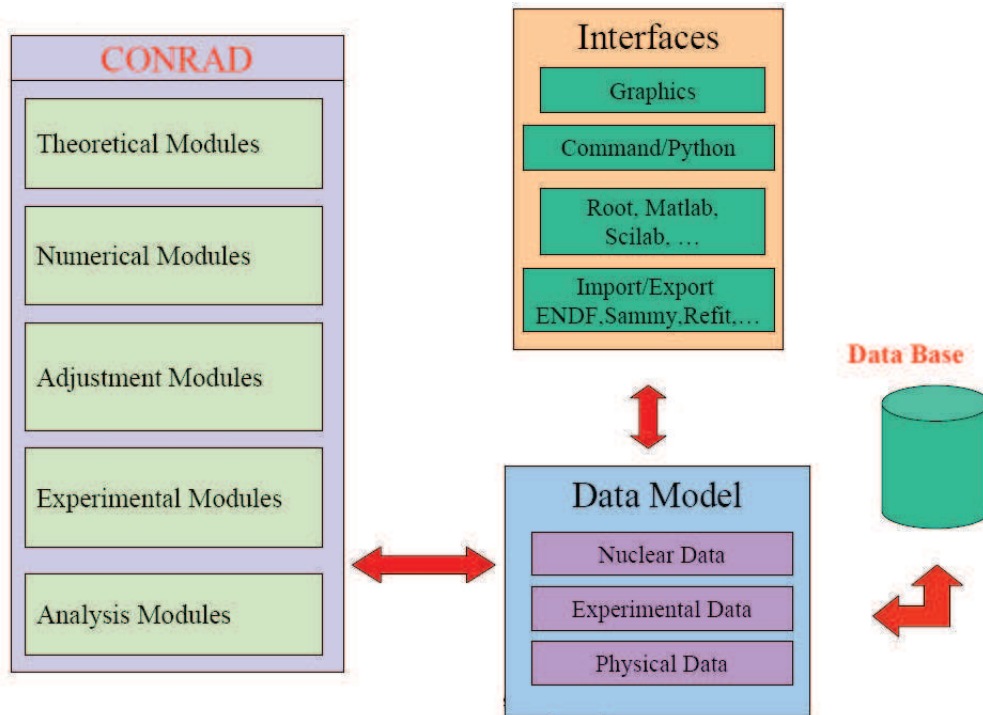 CONRAD
Theoretical Modules
Numerical Modules
Adjustment Modules
Experimental Modules
Analysis Modules
Interfaces
Graphics
Command/Python
Root, Matlab,
Scilab, …
Import/Export
ENDF,Sammy,Refit,…
Data Base
Data Model
Nuclear Data
Experimental Data
Physical Data